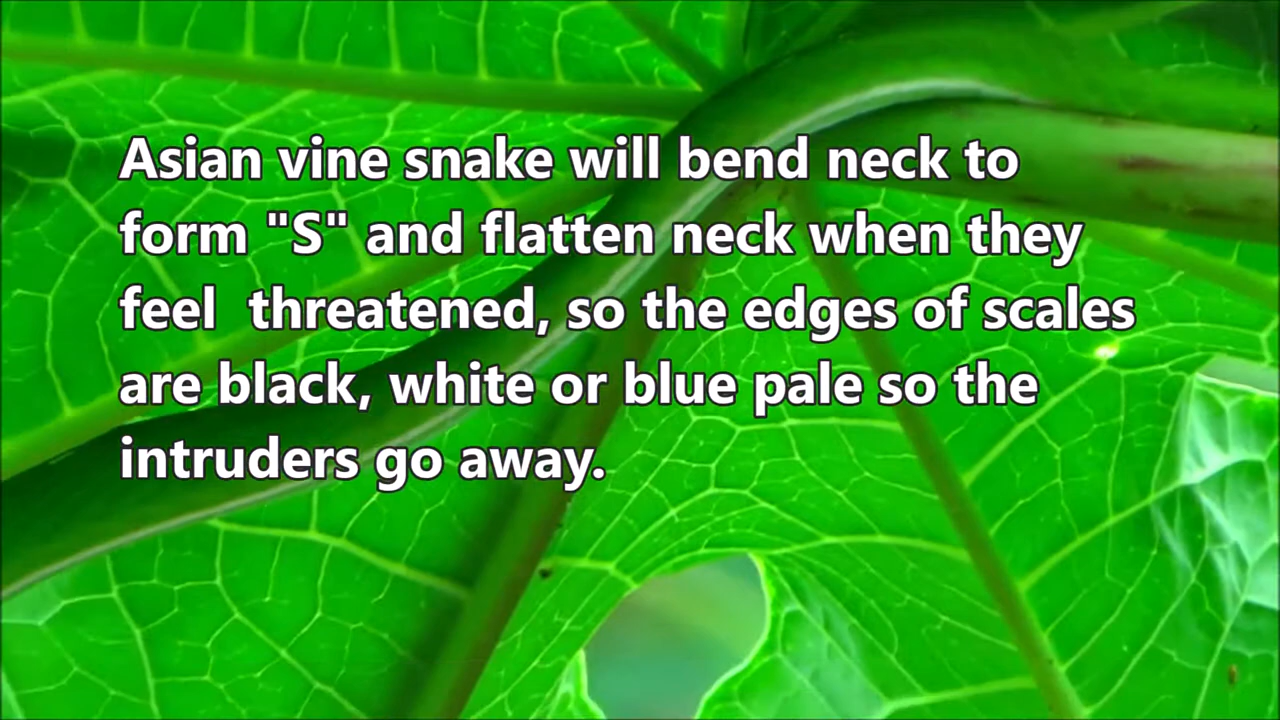 Asian vine snake will bend neck to
form "S" and flatten neck when they
feel  threatened, so the edges of scales
are black, white or blue pale so the
intruders go away.